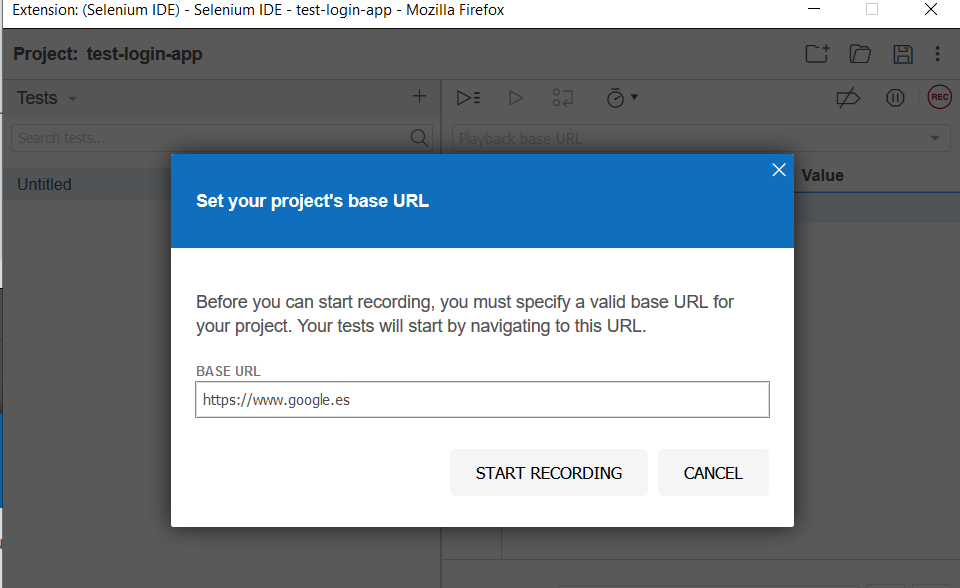 Extension: (Selenium IDE) - Selenium IDE - test-login-app - Mozilla Firefox
Project: test-login-app
Tests
REC
Search tests...
Playback base URL
Untitled
Value
Set your project's base URL
Before you can start recording, you must specify a valid base URL for
your project. Your tests will start by navigating to this URL.
BASE URL
https://www.google.es
START RECORDING
CANCEL